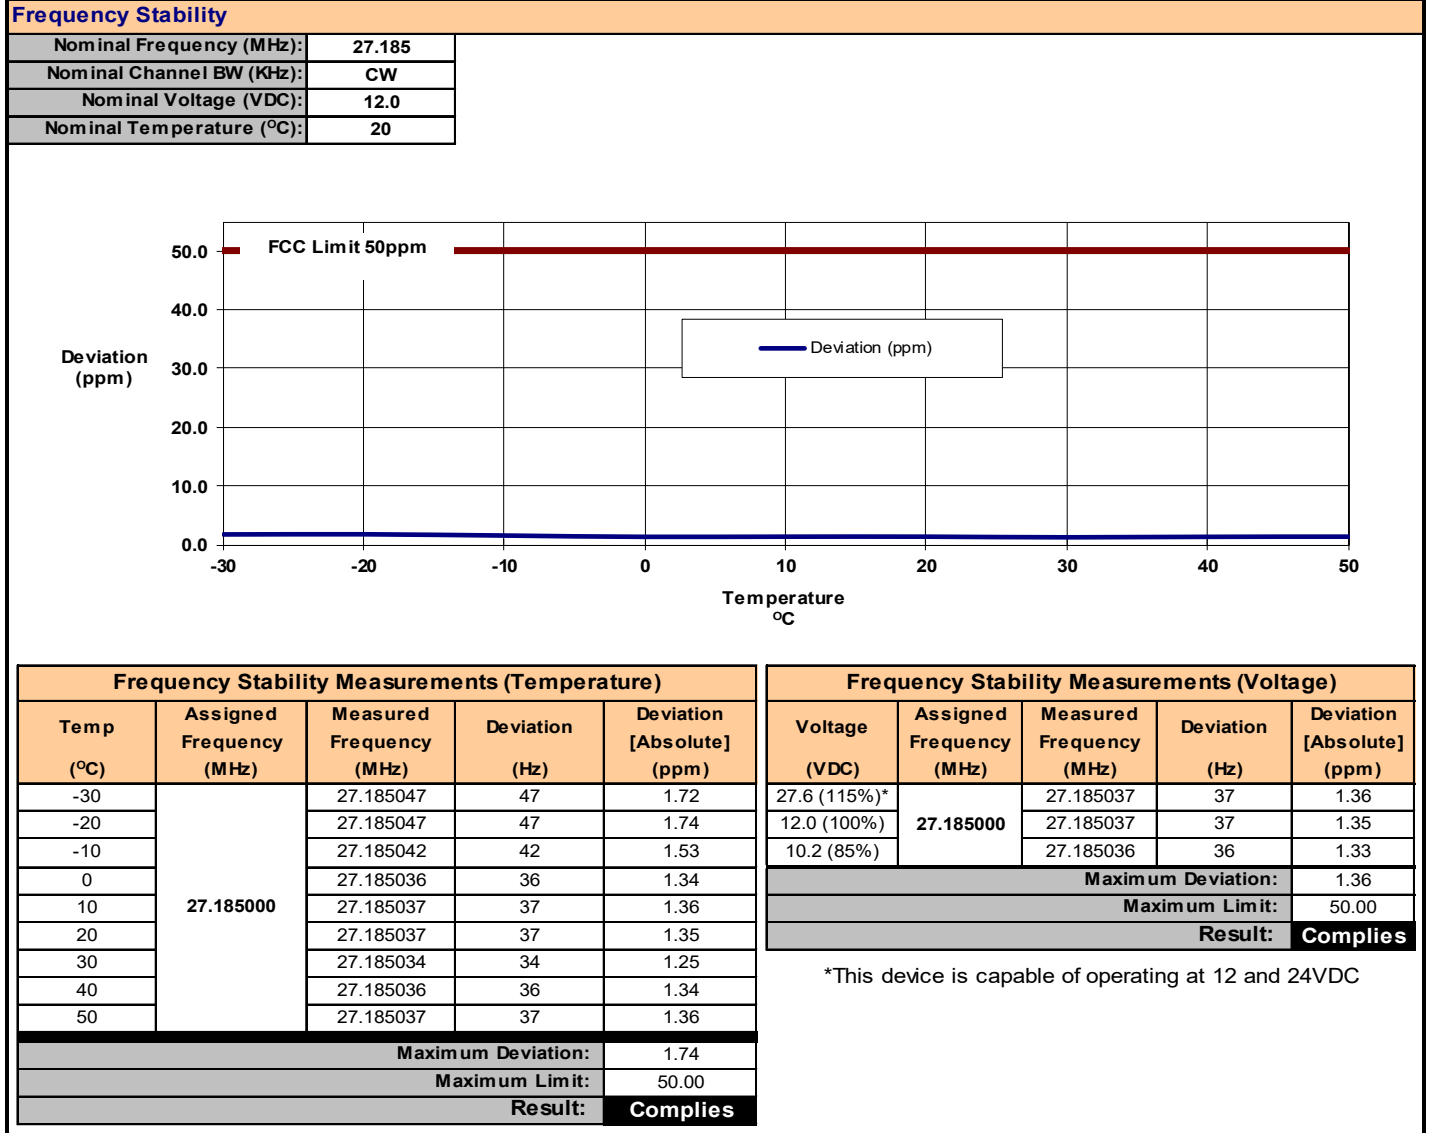 Frequency Stability
Nominal Frequency (MHz): 27.185
Nominal Channel BW (KHz): CW
Nominal Voltage (VDC): 12.0
Nominal Temperature (ᴼC): 20
FCC Limit 50ppm
50.0
40.0
30.0
20.0
10.0
0.0
Deviation
(ppm)
Deviation (ppm)
-30 -20 -10 0 10 20 30 40 50
Temperature
ᴼC
Frequency Stability Measurements (Temperature)
Temp Assigned Measured Deviation Deviation
Frequency Frequency [Absolute]
(ᴼC) (MHz) (MHz) (Hz) (ppm)
-30 27.185047 47 1.72
-20 27.185047 47 1.74
-10 27.185042 42 1.53
0 27.185036 36 1.34
10 27.185000 27.185037 37 1.36
20 27.185037 37 1.35
30 27.185034 34 1.25
40 27.185036 36 1.34
50 27.185037 37 1.36
Maximum Deviation: 1.74
Maximum Limit: 50.00
Result: Complies
Frequency Stability Measurements (Voltage)
Voltage Assigned Measured Deviation Deviation
Frequency Frequency [Absolute]
(VDC) (MHz) (MHz) (Hz) (ppm)
27.6 (115%)* 27.185037 37 1.36
12.0 (100%) 27.185000 27.185037 37 1.35
10.2 (85%) 27.185036 36 1.33
Maximum Deviation: 1.36
Maximum Limit: 50.00
Result: Complies
*This device is capable of operating at 12 and 24VDC